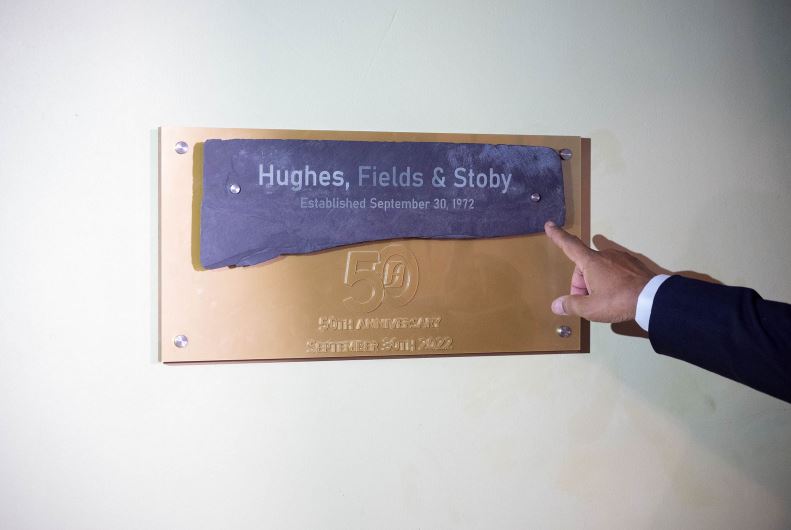 Hughes, Fields & Stoby
Established September 30, 1972
50
50TH ANNIVERSARY
SEPTEMBER 30TH 2022